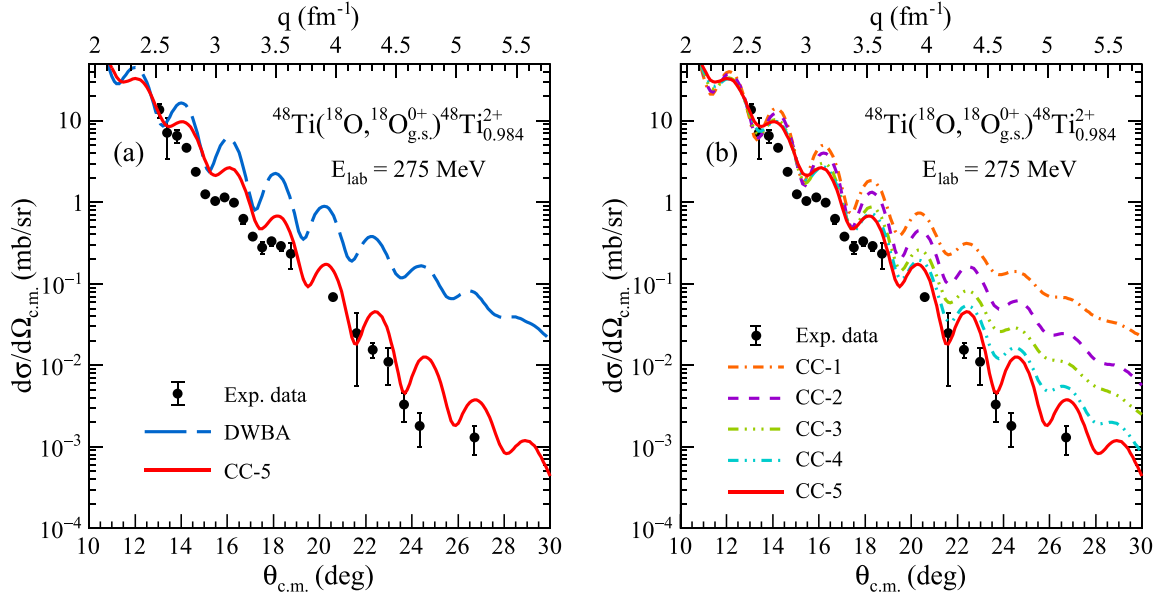 q (fm⁻¹)
2 2.5 3 3.5 4 4.5 5 5.5
dσ/dΩc.m. (mb/sr)
10
1
10⁻¹
10⁻²
10⁻³
10⁻⁴
⁴⁸Ti(¹⁸O,¹⁸O⁰⁺g.s.)⁴⁸Ti²⁺0.984
(a)
Elab = 275 MeV
Exp. data
DWBA
CC-5
10 12 14 16 18 20 22 24 26 28 30
θc.m. (deg)
q (fm⁻¹)
2 2.5 3 3.5 4 4.5 5 5.5
dσ/dΩc.m. (mb/sr)
10
1
10⁻¹
10⁻²
10⁻³
10⁻⁴
⁴⁸Ti(¹⁸O,¹⁸O⁰⁺g.s.)⁴⁸Ti²⁺0.984
(b)
Elab = 275 MeV
Exp. data
CC-1
CC-2
CC-3
CC-4
CC-5
10 12 14 16 18 20 22 24 26 28 30
θc.m. (deg)